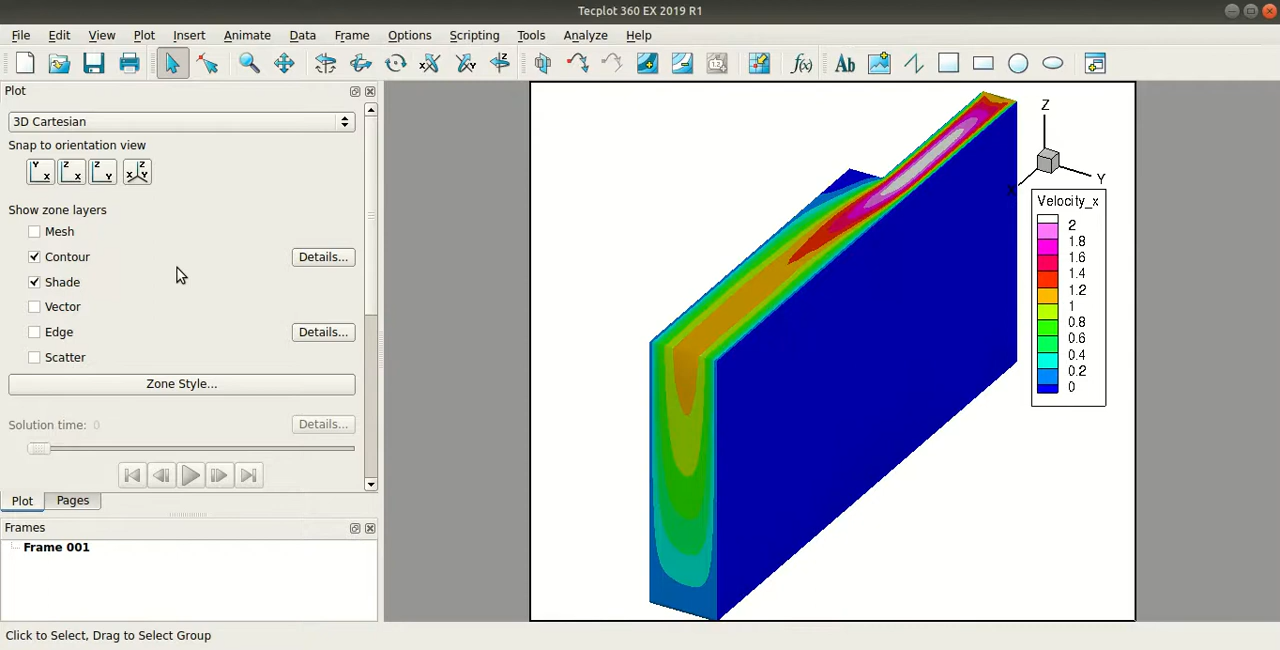 Tecplot 360 EX 2019 R1
File Edit View Plot Insert Animate Data Frame Options Scripting Tools Analyze Help
Plot
3D Cartesian
Snap to orientation view
Show zone layers
Mesh
Contour Details...
Shade
Vector
Edge Details...
Scatter
Zone Style...
Solution time: 0 Details...
Plot Pages
Frames
Frame 001
Click to Select, Drag to Select Group
Z
Y
X
Velocity_x
2
1.8
1.6
1.4
1.2
1
0.8
0.6
0.4
0.2
0